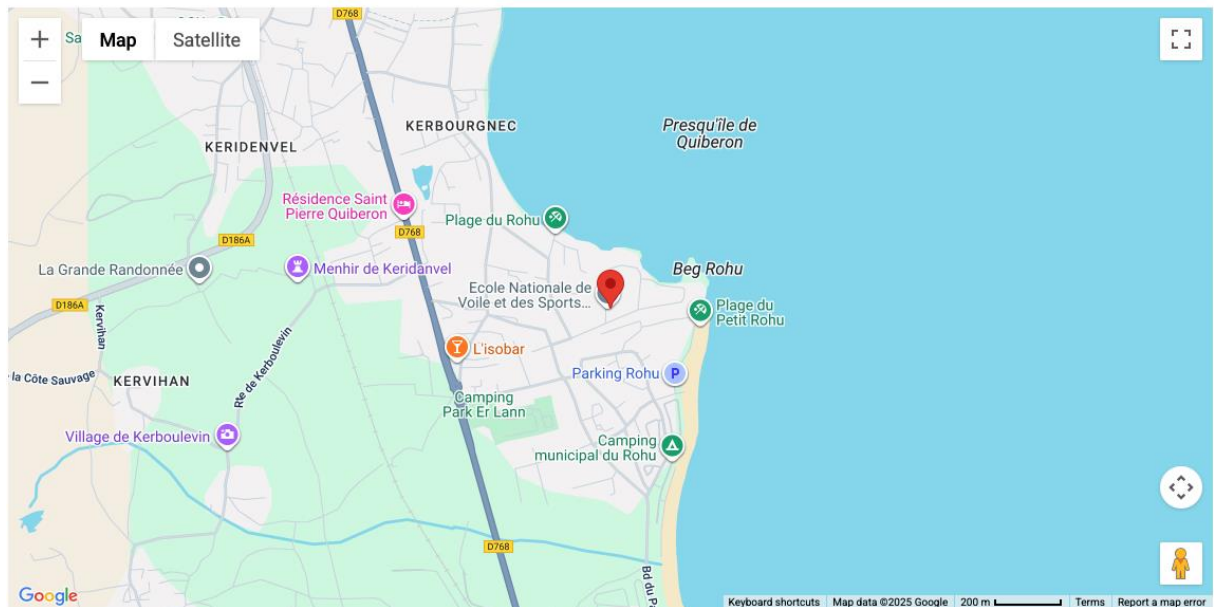 D768
Map
Satellite
KERBOURGNEC
Presqu'île de
Quiberon
KERIDENVEL
Résidence Saint
Pierre Quiberon
Plage du Rohu
D768
D186A
La Grande Randonnée
Menhir de Keridanvel
Beg Rohu
Ecole Nationale de
Voile et des Sports...
D186A
Kervihan
Plage du
Petit Rohu
L'isobar
Rte de Kerboulevin
la Côte Sauvage
KERVIHAN
Parking Rohu
P
Camping
Park Er Lann
Village de Kerboulevin
Camping
municipal du Rohu
D768
Bd du P
Google
Keyboard shortcuts
Map data ©2025 Google
200 m
Terms
Report a map error